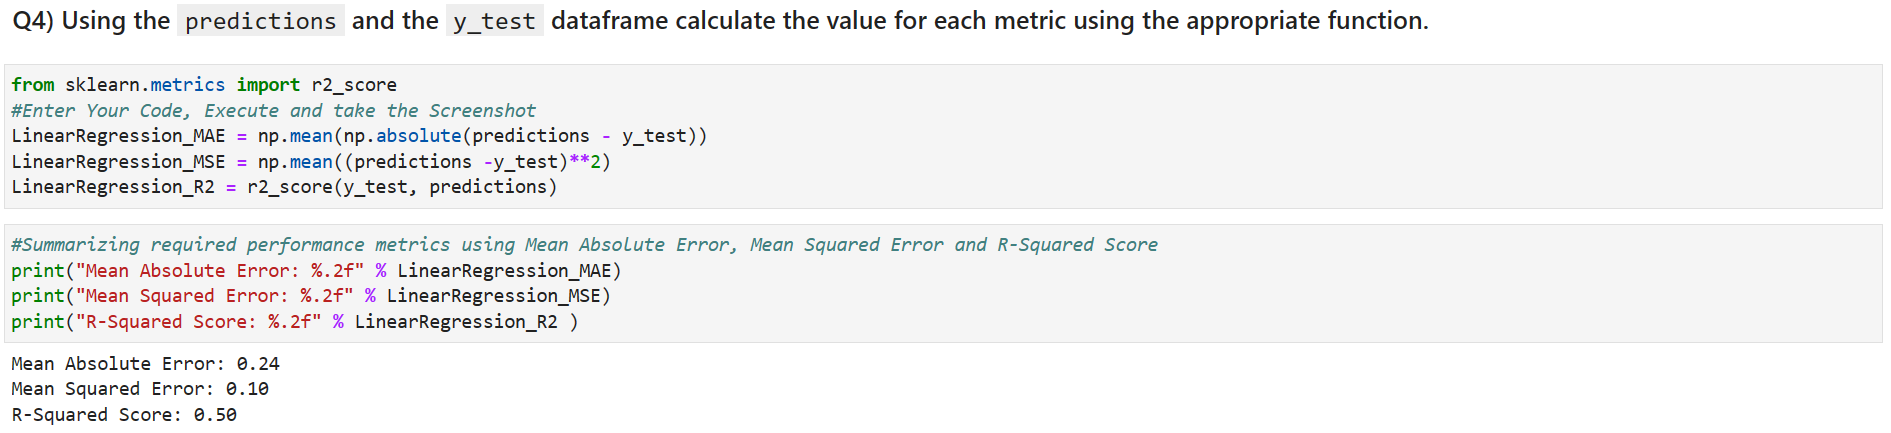 Q4) Using the predictions and the y_test dataframe calculate the value for each metric using the appropriate function.
from sklearn.metrics import r2_score
#Enter Your Code, Execute and take the Screenshot
LinearRegression_MAE = np.mean(np.absolute(predictions - y_test))
LinearRegression_MSE = np.mean((predictions -y_test)**2)
LinearRegression_R2 = r2_score(y_test, predictions)
#Summarizing required performance metrics using Mean Absolute Error, Mean Squared Error and R-Squared Score
print("Mean Absolute Error: %.2f" % LinearRegression_MAE)
print("Mean Squared Error: %.2f" % LinearRegression_MSE)
print("R-Squared Score: %.2f" % LinearRegression_R2 )
Mean Absolute Error: 0.24
Mean Squared Error: 0.10
R-Squared Score: 0.50